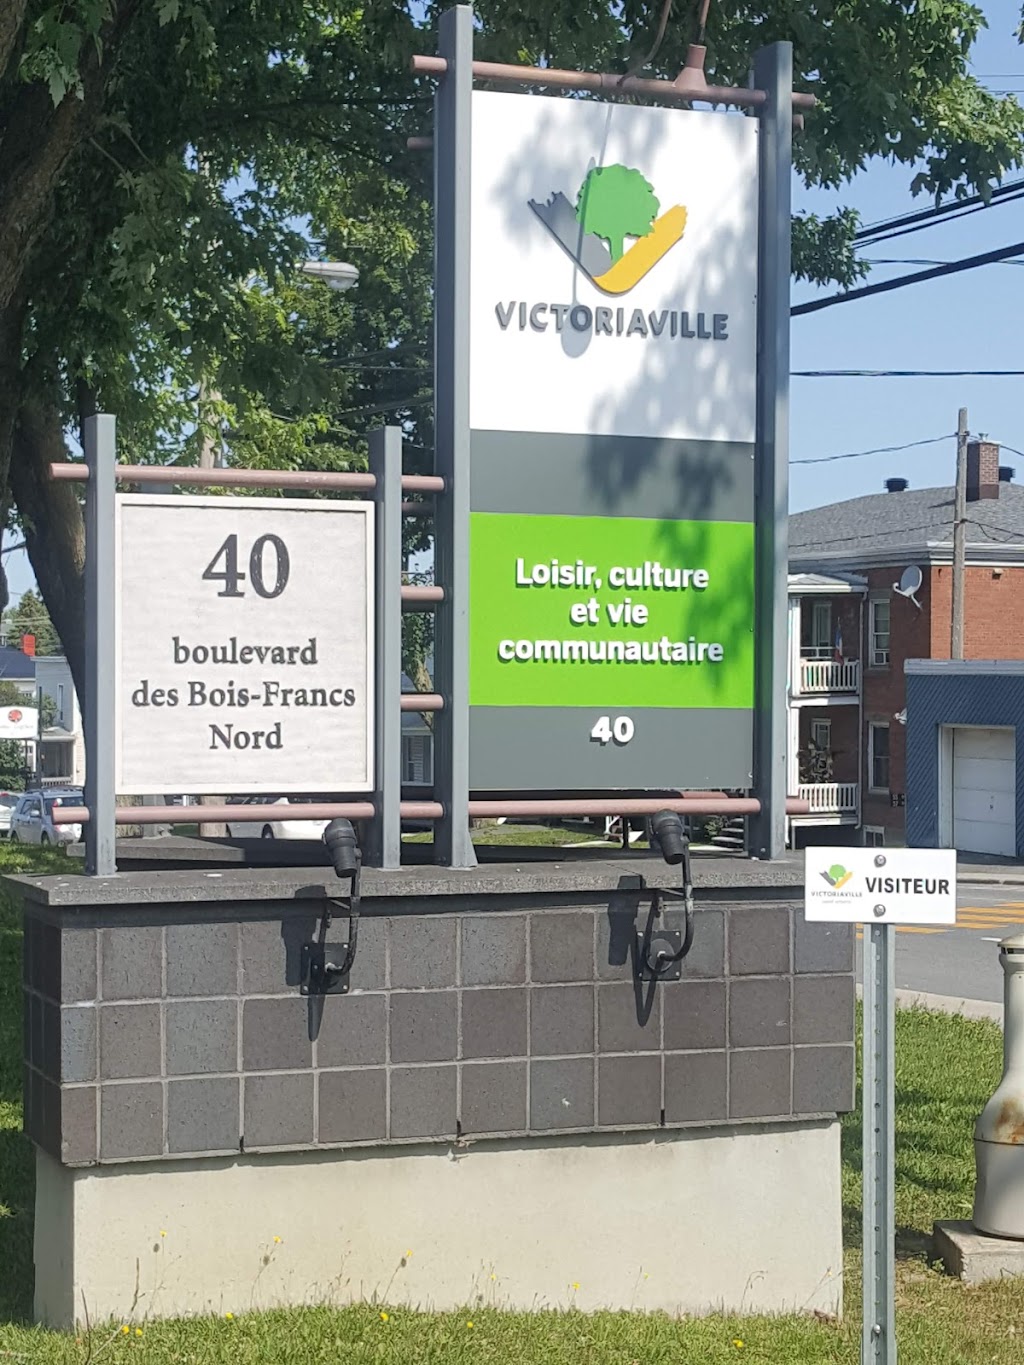 VICTORIAVILLE
Loisir, culture
et vie
communautaire
40
40
boulevard
des Bois-Francs
Nord
VICTORIAVILLE
VISITEUR